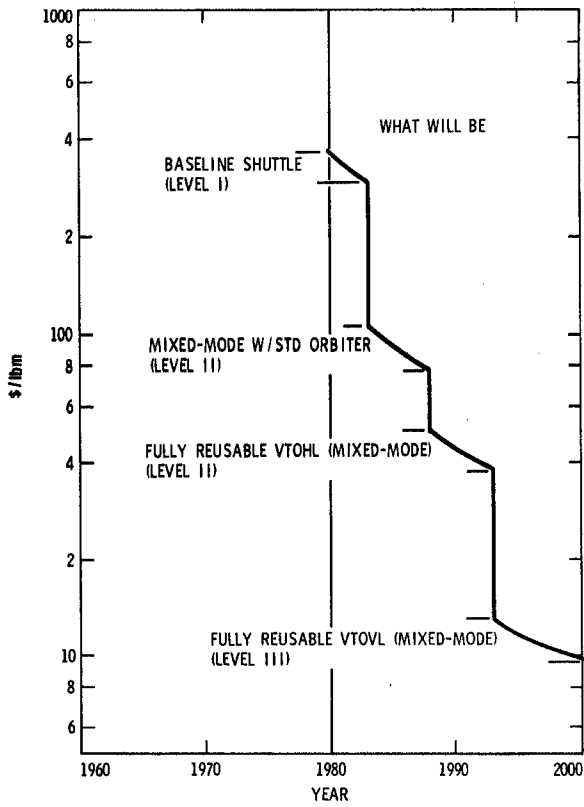 1000
8
6
4
WHAT WILL BE
BASELINE SHUTTLE
(LEVEL I)
2
100
MIXED-MODE W/STD ORBITER
(LEVEL II)
8
$/lbm
6
FULLY REUSABLE VTOHL (MIXED-MODE)
(LEVEL II)
4
2
FULLY REUSABLE VTOVL (MIXED-MODE)
(LEVEL III)
10
8
6
1960 1970 1980 1990 2000
YEAR